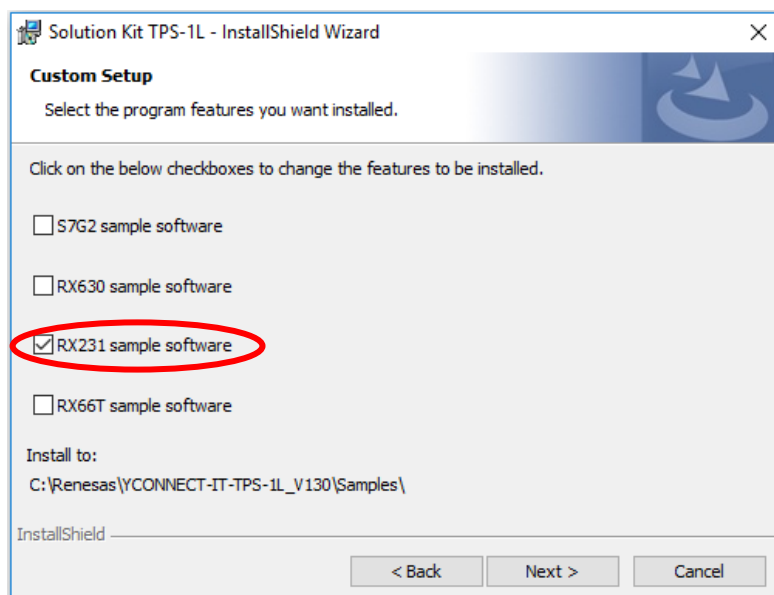 Solution Kit TPS-1L - InstallShield Wizard
Custom Setup
Select the program features you want installed.
Click on the below checkboxes to change the features to be installed.
S7G2 sample software
RX630 sample software
RX231 sample software
RX66T sample software
Install to:
C:\Renesas\YCONNECT-IT-TPS-1L_V130\Samples\
InstallShield
< Back Next > Cancel